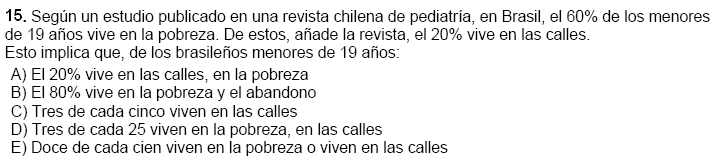 15. Según un estudio publicado en una revista chilena de pediatría, en Brasil, el 60% de los menores
de 19 años vive en la pobreza. De estos, añade la revista, el 20% vive en las calles.
Esto implica que, de los brasileños menores de 19 años:
A) El 20% vive en las calles, en la pobreza
B) El 80% vive en la pobreza y el abandono
C) Tres de cada cinco viven en las calles
D) Tres de cada 25 viven en la pobreza, en las calles
E) Doce de cada cien viven en la pobreza o viven en las calles